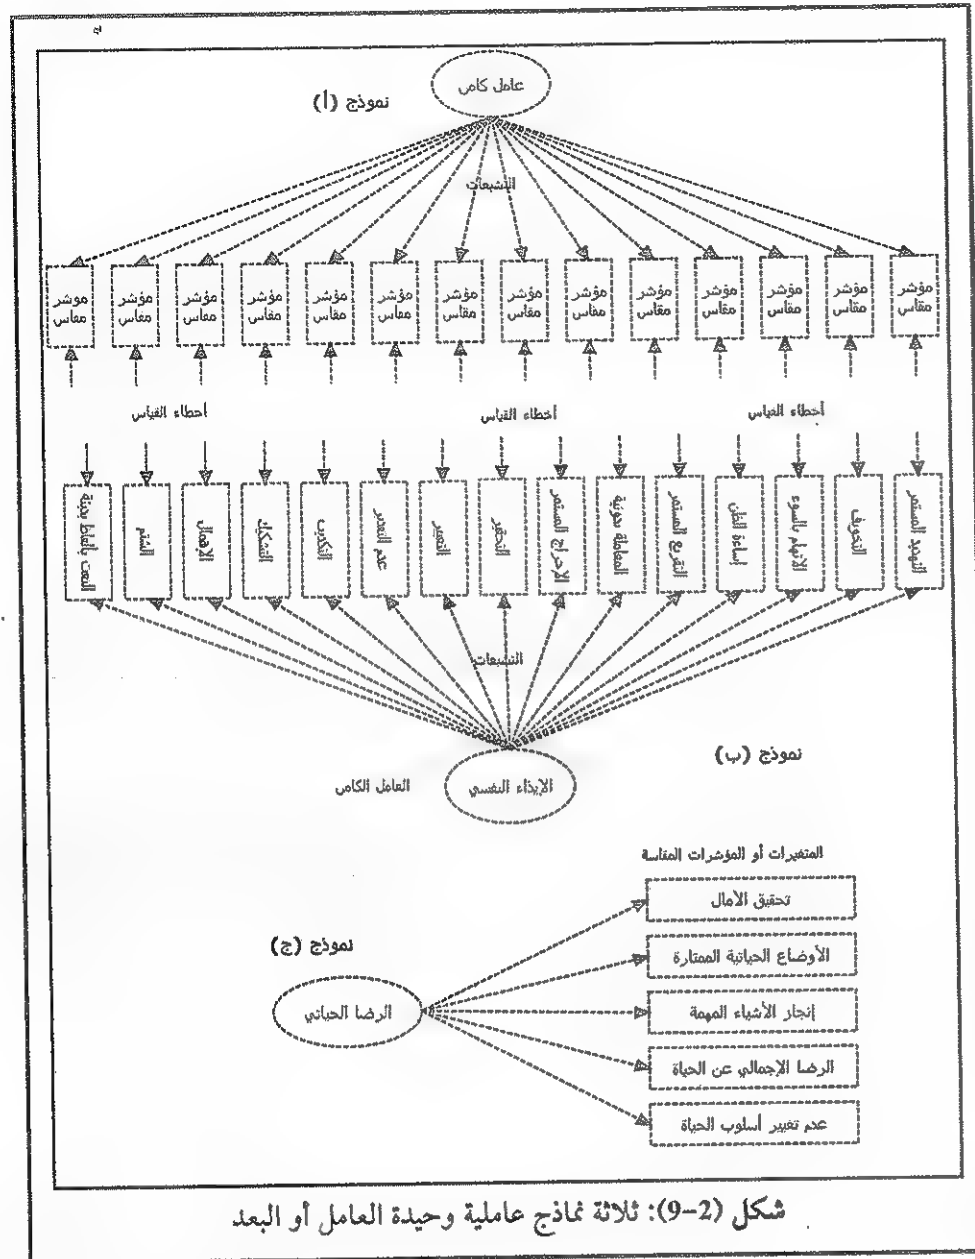 عامل كامن
نموذج (أ)
التشبعات
مؤشر مقاس
مؤشر مقاس
مؤشر مقاس
مؤشر مقاس
مؤشر مقاس
مؤشر مقاس
مؤشر مقاس
مؤشر مقاس
مؤشر مقاس
مؤشر مقاس
مؤشر مقاس
مؤشر مقاس
مؤشر مقاس
مؤشر مقاس
أخطاء القياس
أخطاء القياس
أخطاء القياس
التهديد المستمر
التخويف
الاتهام بالسوء
إساءة الظن
التقريع المستمر
المعاملة بدونية
الإحراج المستمر
التحقير
التعيير
عدم التقدير
التكذيب
التشكيك
الإهمال
الشتم
النعت بألفاظ بذيئة
التشبعات
نموذج (ب)
الإيذاء النفسي
العامل الكامن
المتغيرات أو المؤشرات المقاسة
تحقيق الآمال
نموذج (ج)
الأوضاع الحياتية الممتازة
الرضا الحياتي
إنجاز الأشياء المهمة
الرضا الإجمالي عن الحياة
عدم تغيير أسلوب الحياة
شكل (2-9): ثلاثة نماذج عاملية وحيدة العامل أو البعد